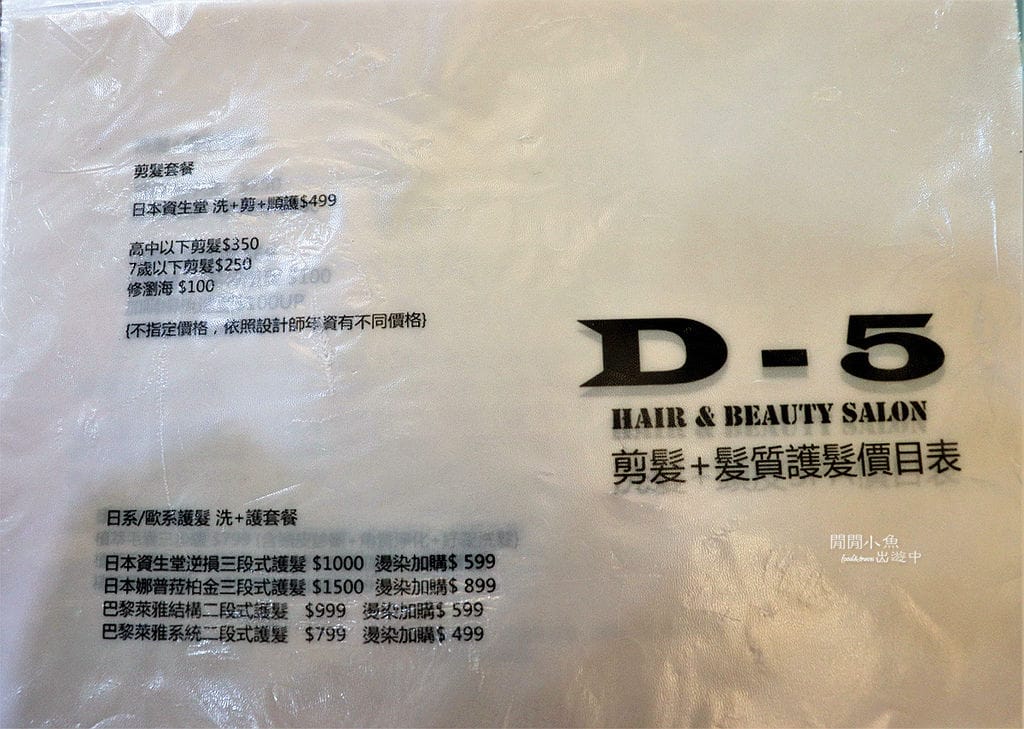 剪髮套餐
日本資生堂 洗+剪+順護$499
高中以下剪髮$350
7歲以下剪髮$250
修瀏海 $100
{不指定價格，依照設計師年資有不同價格}
D-5
HAIR & BEAUTY SALON
剪髮+髮質護髮價目表
日系/歐系護髮 洗+護套餐
日本資生堂逆損三段式護髮 $1000 燙染加購$ 599
日本娜普菈柏金三段式護髮 $1500 燙染加購$ 899
巴黎萊雅結構二段式護髮 $999 燙染加購$ 599
巴黎萊雅系統二段式護髮 $799 燙染加購$ 499
閒閒小魚
出遊中